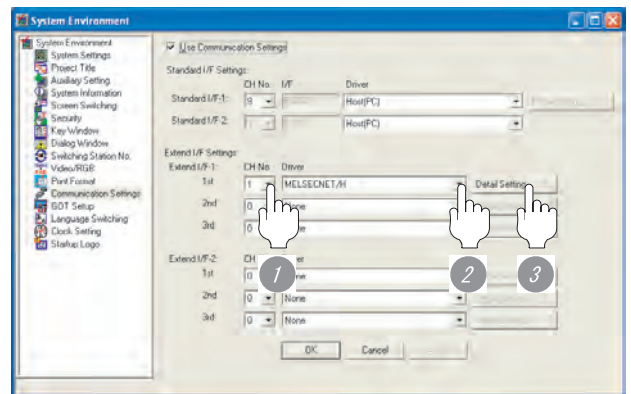 System Environment
System Environment
System Settings
Project Title
Auxiliary Setting
System Information
Screen Switching
Security
Key Window
Dialog Window
Switching Station No.
Video/RGB
Print Format
Communication Settings
GOT Setup
Language Switching
Clock Setting
Startup Logo
Use Communication Settings
Standard I/F Settings
CH No. I/F Driver
Standard I/F-1: 9 Host(PC)
Standard I/F-2: Host(PC)
Extend I/F Settings
Extend I/F-1: CH No. Driver
1st 1 MELSECNET/H Detail Setting
2nd 0 None
3rd 0
Extend I/F-2: CH
1st 0 None
2nd 0 None
3rd 0 None
OK Cancel
1 2 3